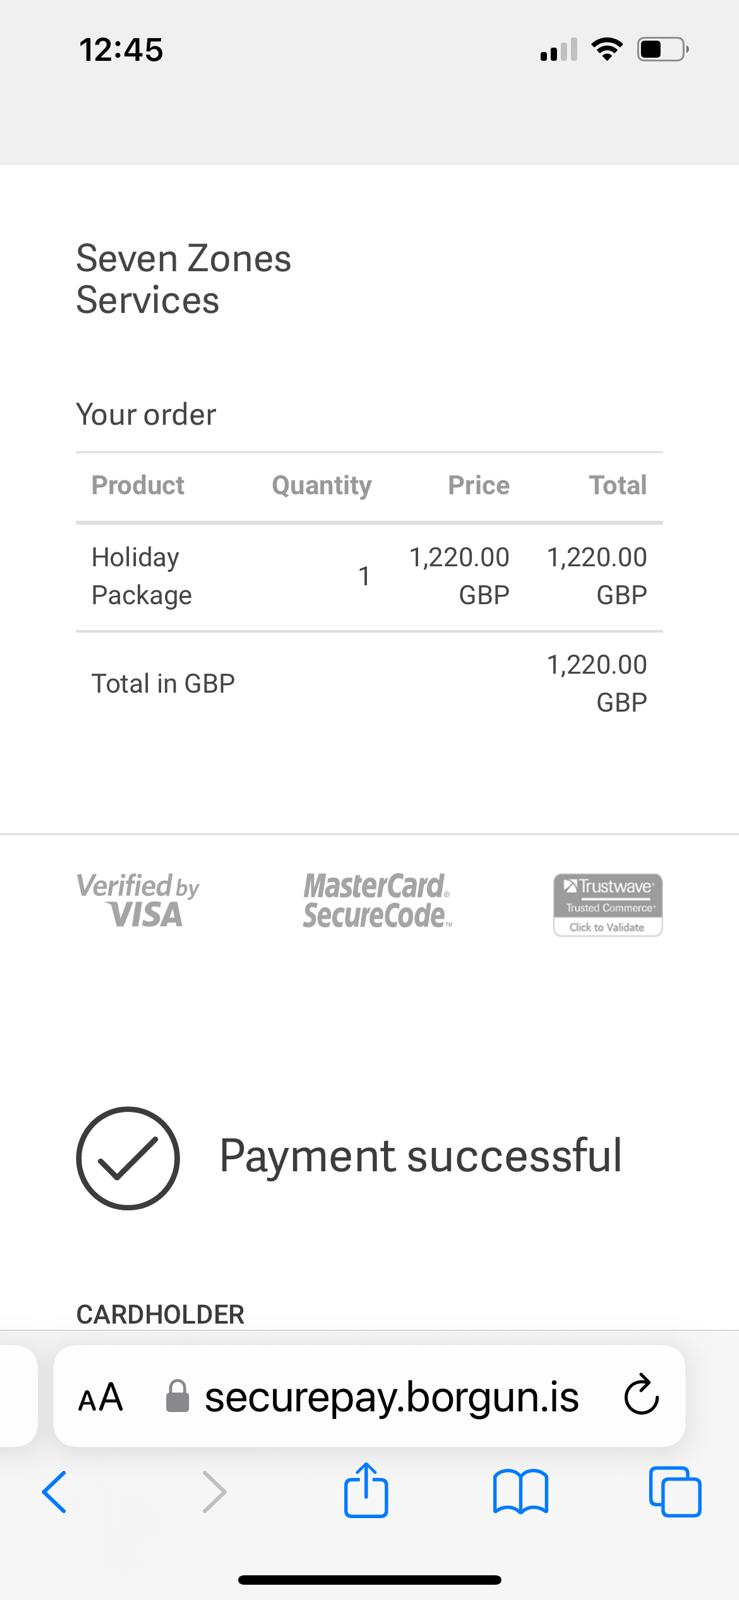 12:45
Seven Zones
Services
Your order
Product Quantity Price Total
Holiday Package 1 1,220.00 GBP 1,220.00 GBP
Total in GBP 1,220.00 GBP
Verified by VISA
MasterCard® SecureCode™
Trustwave®
Trusted Commerce®
Click to Validate
Payment successful
CARDHOLDER
AA securepay.borgun.is